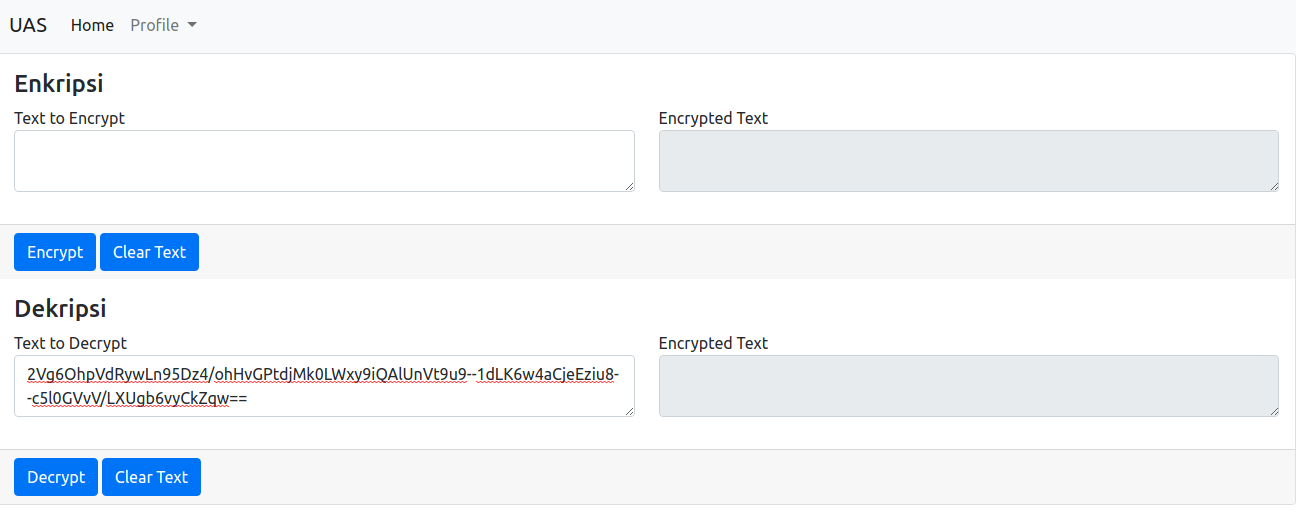 UAS Home Profile
Enkripsi
Text to Encrypt Encrypted Text
Encrypt Clear Text
Dekripsi
Text to Decrypt Encrypted Text
2Vg6OhpVdRywLn95Dz4/ohHvGPtdjMk0LWxy9iQAlUnVt9u9--1dLK6w4aCjeEziu8-
-c5l0GVvV/LXUgb6vyCkZqw==
Decrypt Clear Text